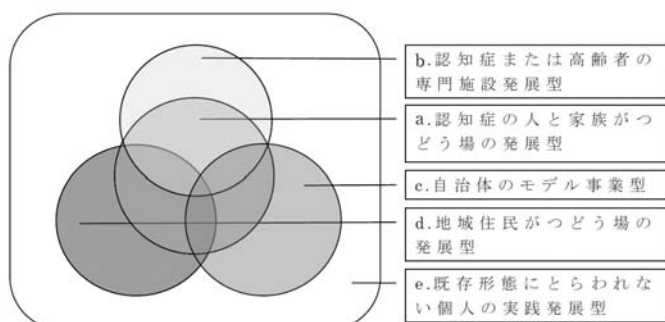 b.認知症または高齢者の
専門施設発展型
a.認知症の人と家族がつ
どう場の発展型
c.自治体のモデル事業型
d.地域住民がつどう場の
発展型
e.既存形態にとらわれな
い個人の実践発展型